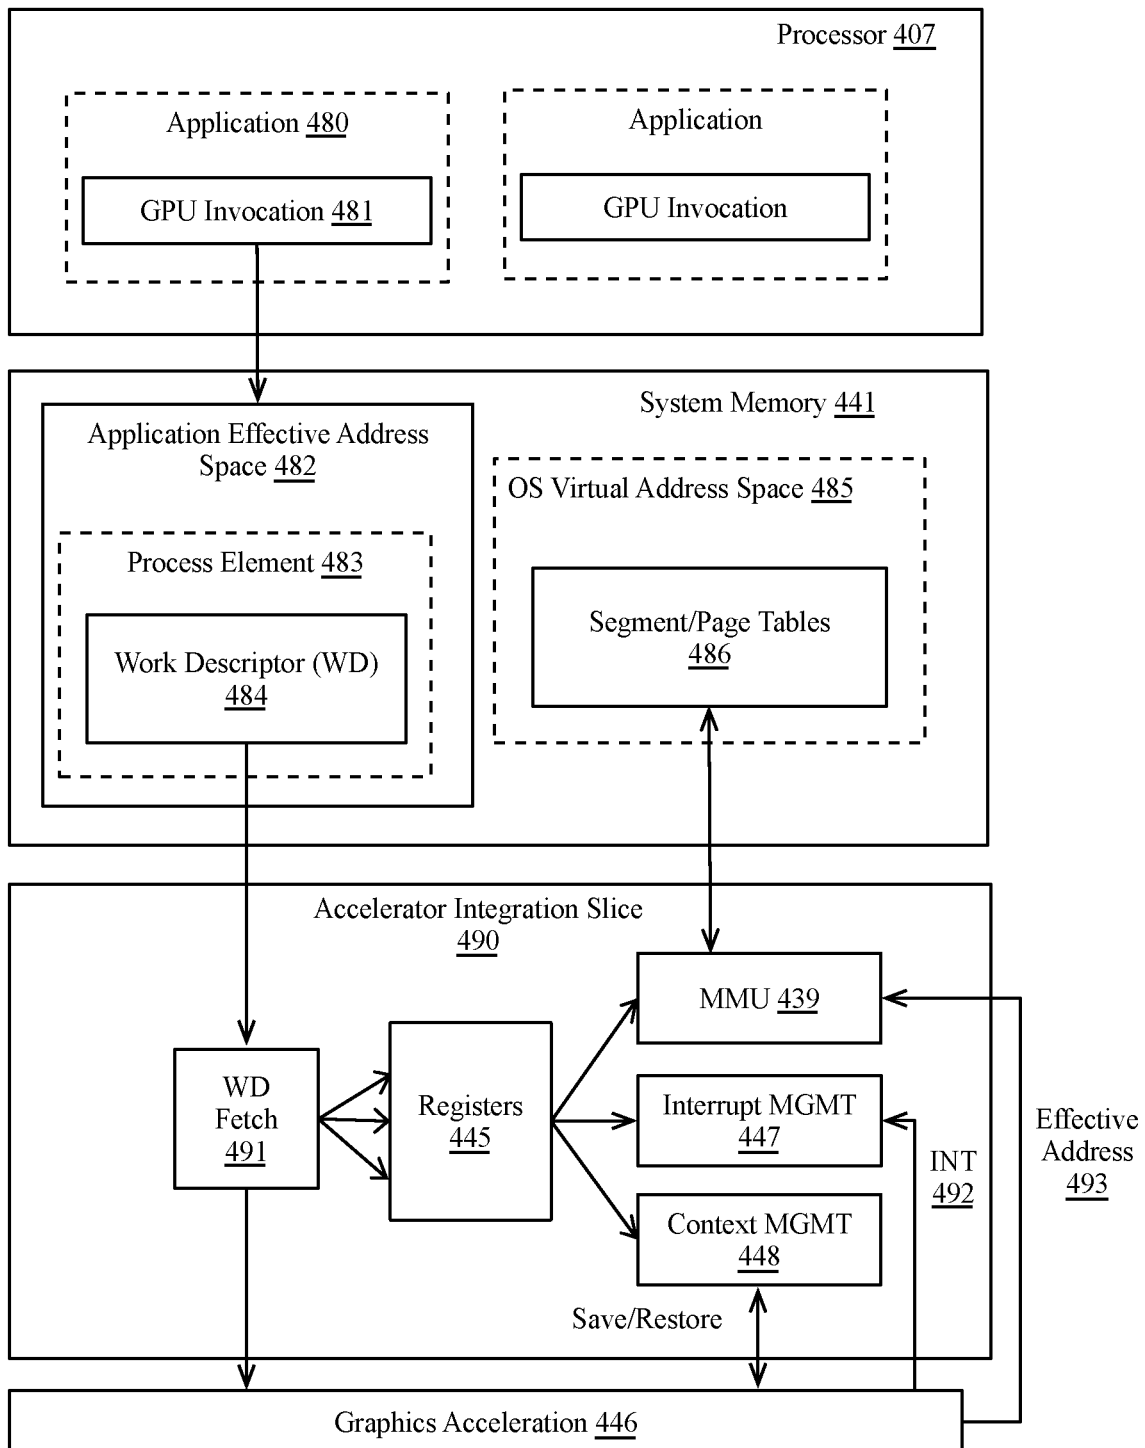 Processor 407
Application 480
GPU Invocation 481
Application
GPU Invocation
System Memory 441
Application Effective Address
Space 482
Process Element 483
Work Descriptor (WD)
484
OS Virtual Address Space 485
Segment/Page Tables
486
Accelerator Integration Slice
490
WD
Fetch
491
Registers
445
MMU 439
Interrupt MGMT
447
Context MGMT
448
Save/Restore
INT
492
Effective
Address
493
Graphics Acceleration 446